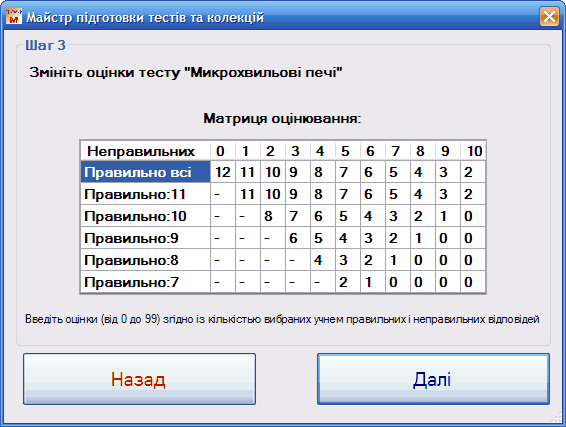 Майстр підготовки тестів та колекцій
Шаг 3
Змініть оцінки тесту "Микрохвильові печі"
Матриця оцінювання:
Неправильних 0 1 2 3 4 5 6 7 8 9 10
Правильно всі 12 11 10 9 8 7 6 5 4 3 2
Правильно:11 - 11 10 9 8 7 6 5 4 3 2
Правильно:10 - - 8 7 6 5 4 3 2 1 0
Правильно:9 - - - 6 5 4 3 2 1 0 0
Правильно:8 - - - - 4 3 2 1 0 0 0
Правильно:7 - - - - - 2 1 0 0 0 0
Введіть оцінки (від 0 до 99) згідно із кількістью вибраних учнем правильних і неправильних відповідей
Назад Далі